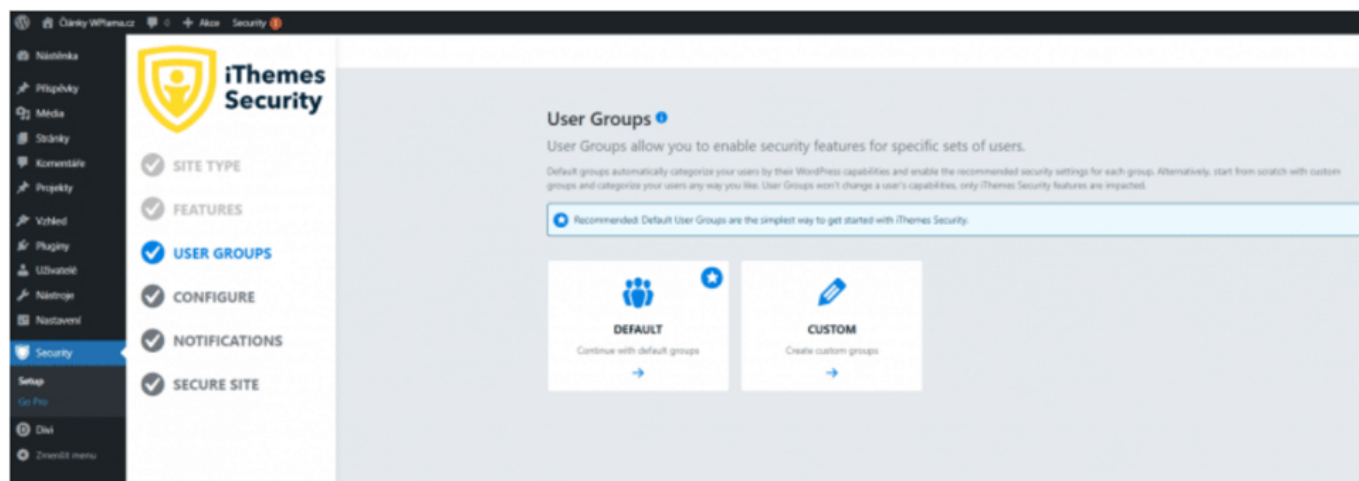 Články WPlama.cz 0 + Akce Security
Nástěnka
Příspěvky
Média
Stránky
Komentáře
Projekty
Vzhled
Pluginy
Uživatelé
Nástroje
Nastavení
Security
Setup
Go Pro
Divi
Zmenšit menu
iThemes
Security
SITE TYPE
FEATURES
USER GROUPS
CONFIGURE
NOTIFICATIONS
SECURE SITE
User Groups
User Groups allow you to enable security features for specific sets of users.
Default groups automatically categorize your users by their WordPress capabilities and enable the recommended security settings for each group. Alternatively, start from scratch with custom
groups and categorize your users any way you like. User Groups won't change a user's capabilities, only iThemes Security features are impacted.
Recommended: Default User Groups are the simplest way to get started with iThemes Security.
DEFAULT
Continue with default groups
→
CUSTOM
Create custom groups
→